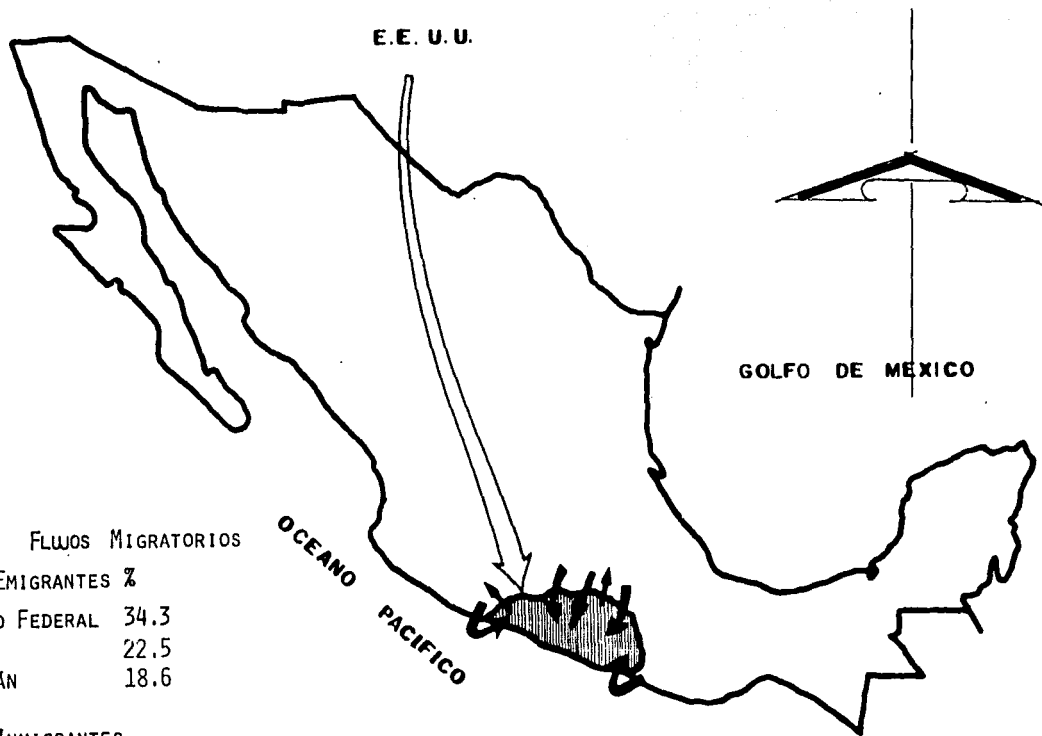 E.E. U.U.
GOLFO DE MEXICO
OCEANO PACIFICO
FLUJOS MIGRATORIOS
EMIGRANTES %
FEDERAL 34.3
22.5
18.6